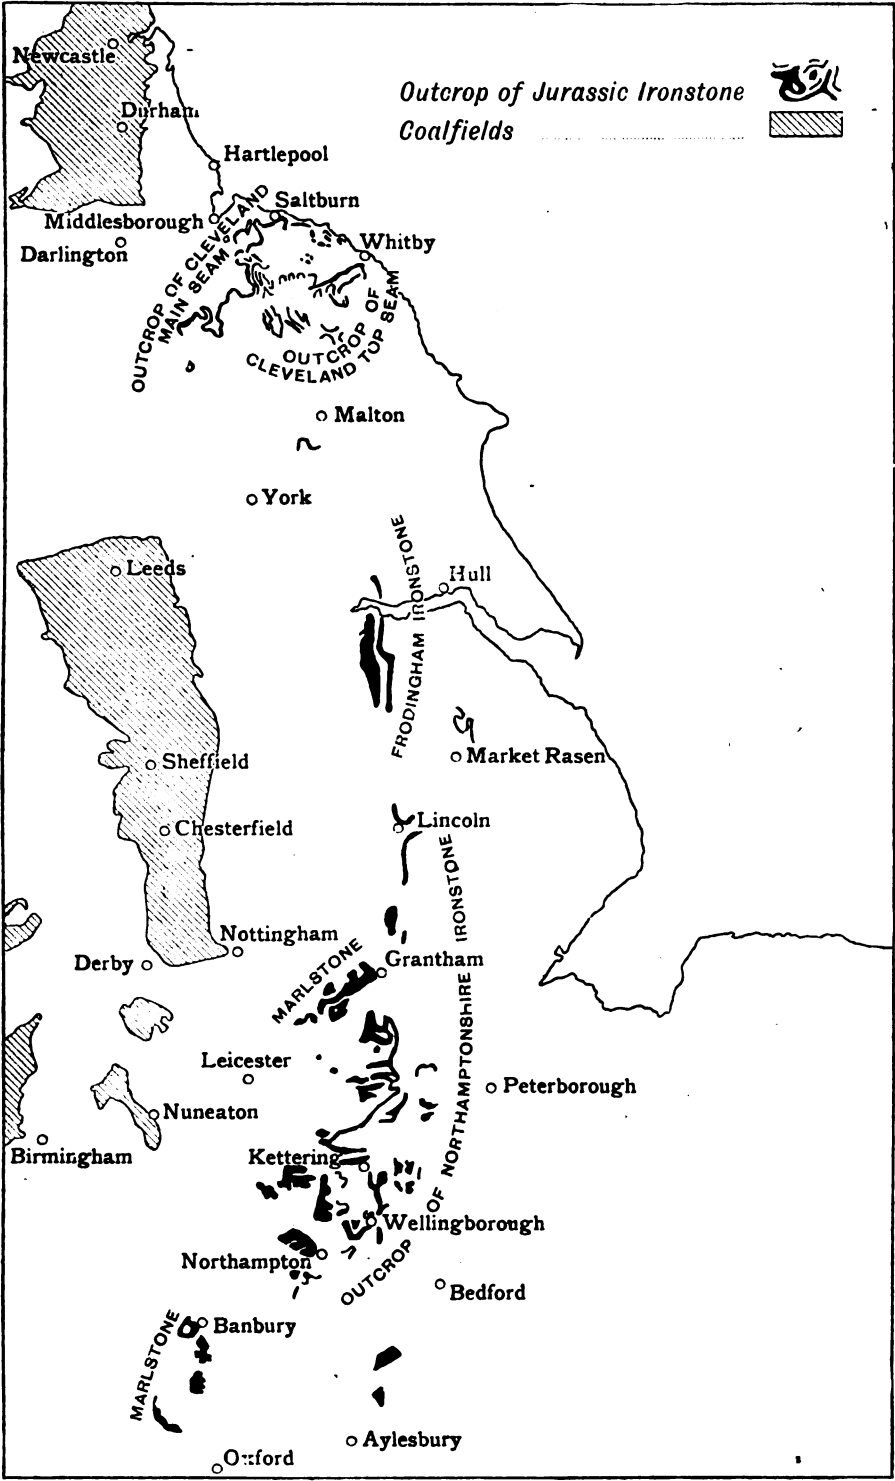 Outcrop of Jurassic Ironstone
Coalfields
Newcastle
Durham
Hartlepool
Saltburn
Middlesborough
Darlington
Whitby
OUTCROP OF CLEVELAND
MAIN SEAM
OUTCROP OF
CLEVELAND TOP SEAM
Malton
York
Leeds
Hull
FRODINGHAM IRONSTONE
Market Rasen
Sheffield
Chesterfield
Lincoln
Nottingham
Derby
Grantham
MARLSTONE
OUTCROP OF NORTHAMPTONSHIRE IRONSTONE
Leicester
Peterborough
Nuneaton
Birmingham
Kettering
Wellingborough
Northampton
Bedford
Banbury
MARLSTONE
Aylesbury
Oxford